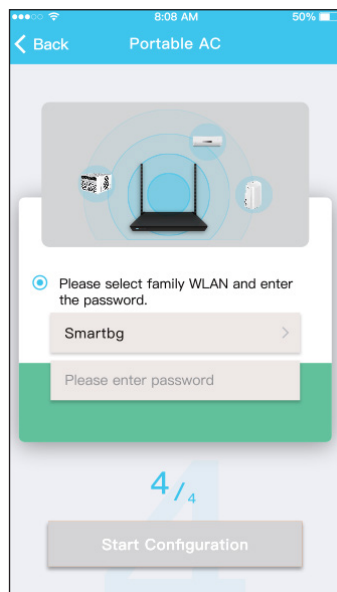 8:08 AM 50%
Back Portable AC
Please select family WLAN and enter
the password.
Smartbg
Please enter password
4/4
Start Configuration